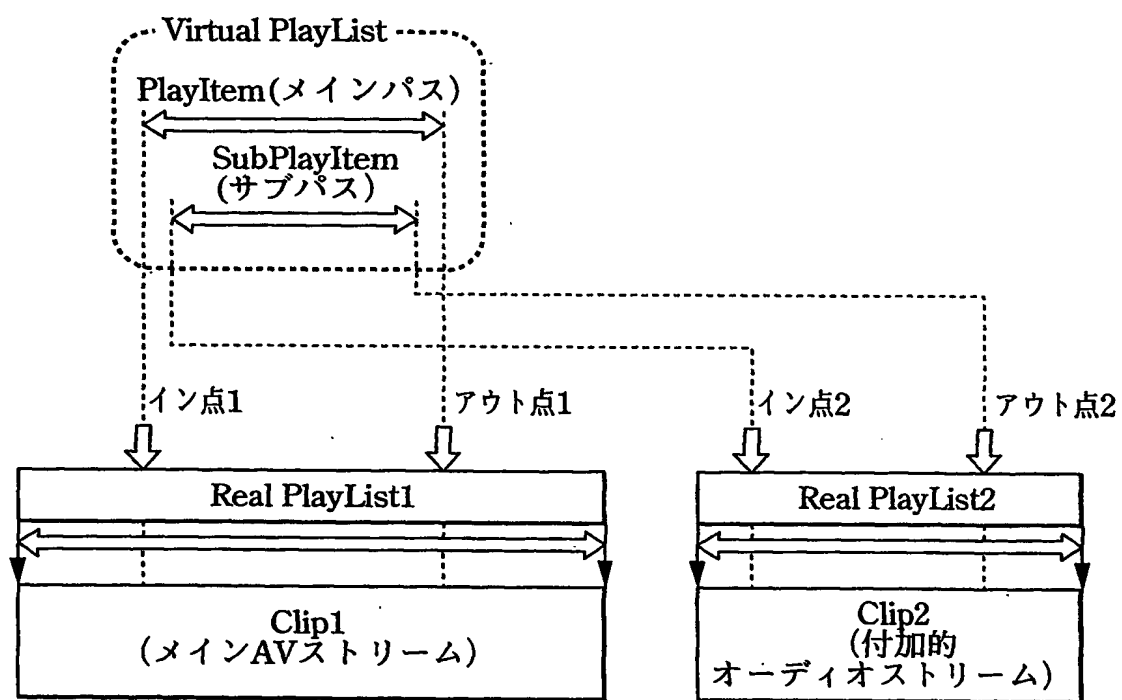 Virtual PlayList
PlayItem(メインパス)
SubPlayItem
(サブパス)
イン点1
アウト点1
イン点2
アウト点2
Real PlayList1
Real PlayList2
Clip1
(メインAVストリーム)
Clip2
(付加的
オーディオストリーム)